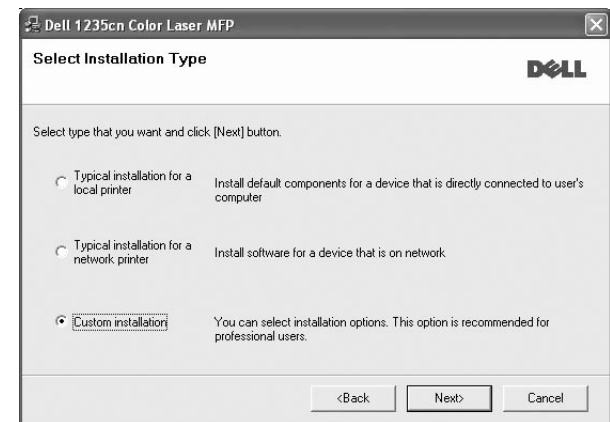 Dell 1235cn Color Laser MFP
Select Installation Type
DELL
Select type that you want and click [Next] button.
Typical installation for a
local printer
Install default components for a device that is directly connected to user's
computer
Typical installation for a
network printer
Install software for a device that is on network
Custom installation
You can select installation options. This option is recommended for
professional users.
<Back
Next>
Cancel